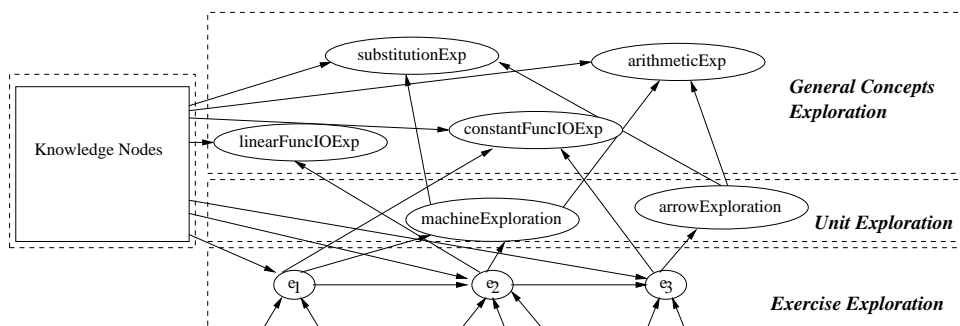 substitutionExp
arithmeticExp
General Concepts
Exploration
Knowledge Nodes
linearFuncIOExp
constantFuncIOExp
machineExploration
arrowExploration
Unit Exploration
e1
e2
e3
Exercise Exploration